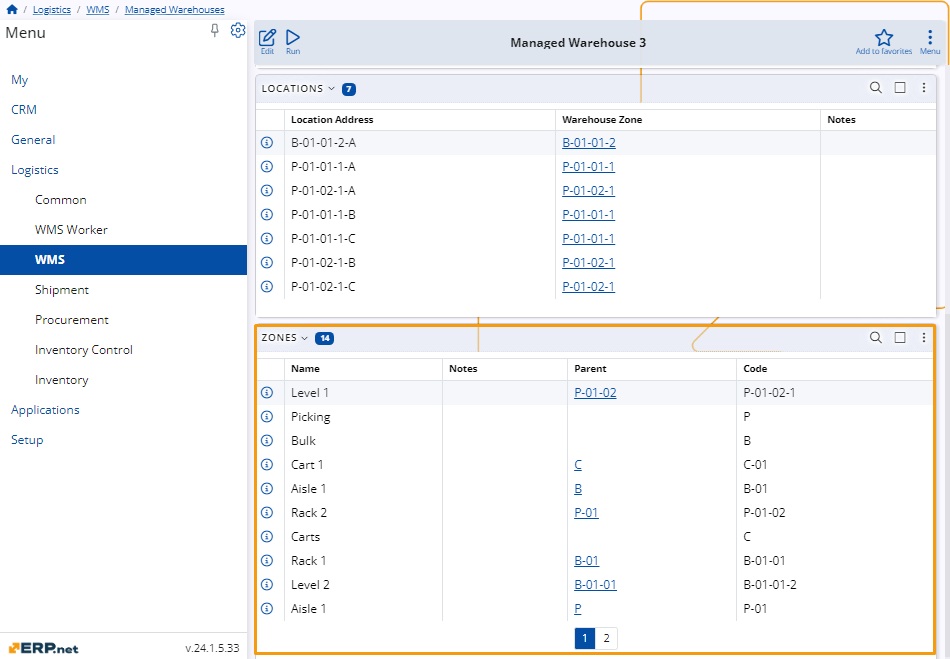 / Logistics / WMS / Managed Warehouses
Menu
My
CRM
General
Logistics
Common
WMS Worker
WMS
Shipment
Procurement
Inventory Control
Inventory
Applications
Setup
ERP.net
v.24.1.5.33
Edit
Run
Managed Warehouse 3
Add to favorites
Menu
LOCATIONS 7
Location Address Warehouse Zone Notes
B-01-01-2-A B-01-01-2
P-01-01-1-A P-01-01-1
P-01-02-1-A P-01-02-1
P-01-01-1-B P-01-01-1
P-01-01-1-C P-01-01-1
P-01-02-1-B P-01-02-1
P-01-02-1-C P-01-02-1
ZONES 14
Name Notes Parent Code
Level 1 P-01-02 P-01-02-1
Picking P
Bulk B
Cart 1 C C-01
Aisle 1 B B-01
Rack 2 P-01 P-01-02
Carts C
Rack 1 B-01 B-01-01
Level 2 B-01-01 B-01-01-2
Aisle 1 P P-01
1 2